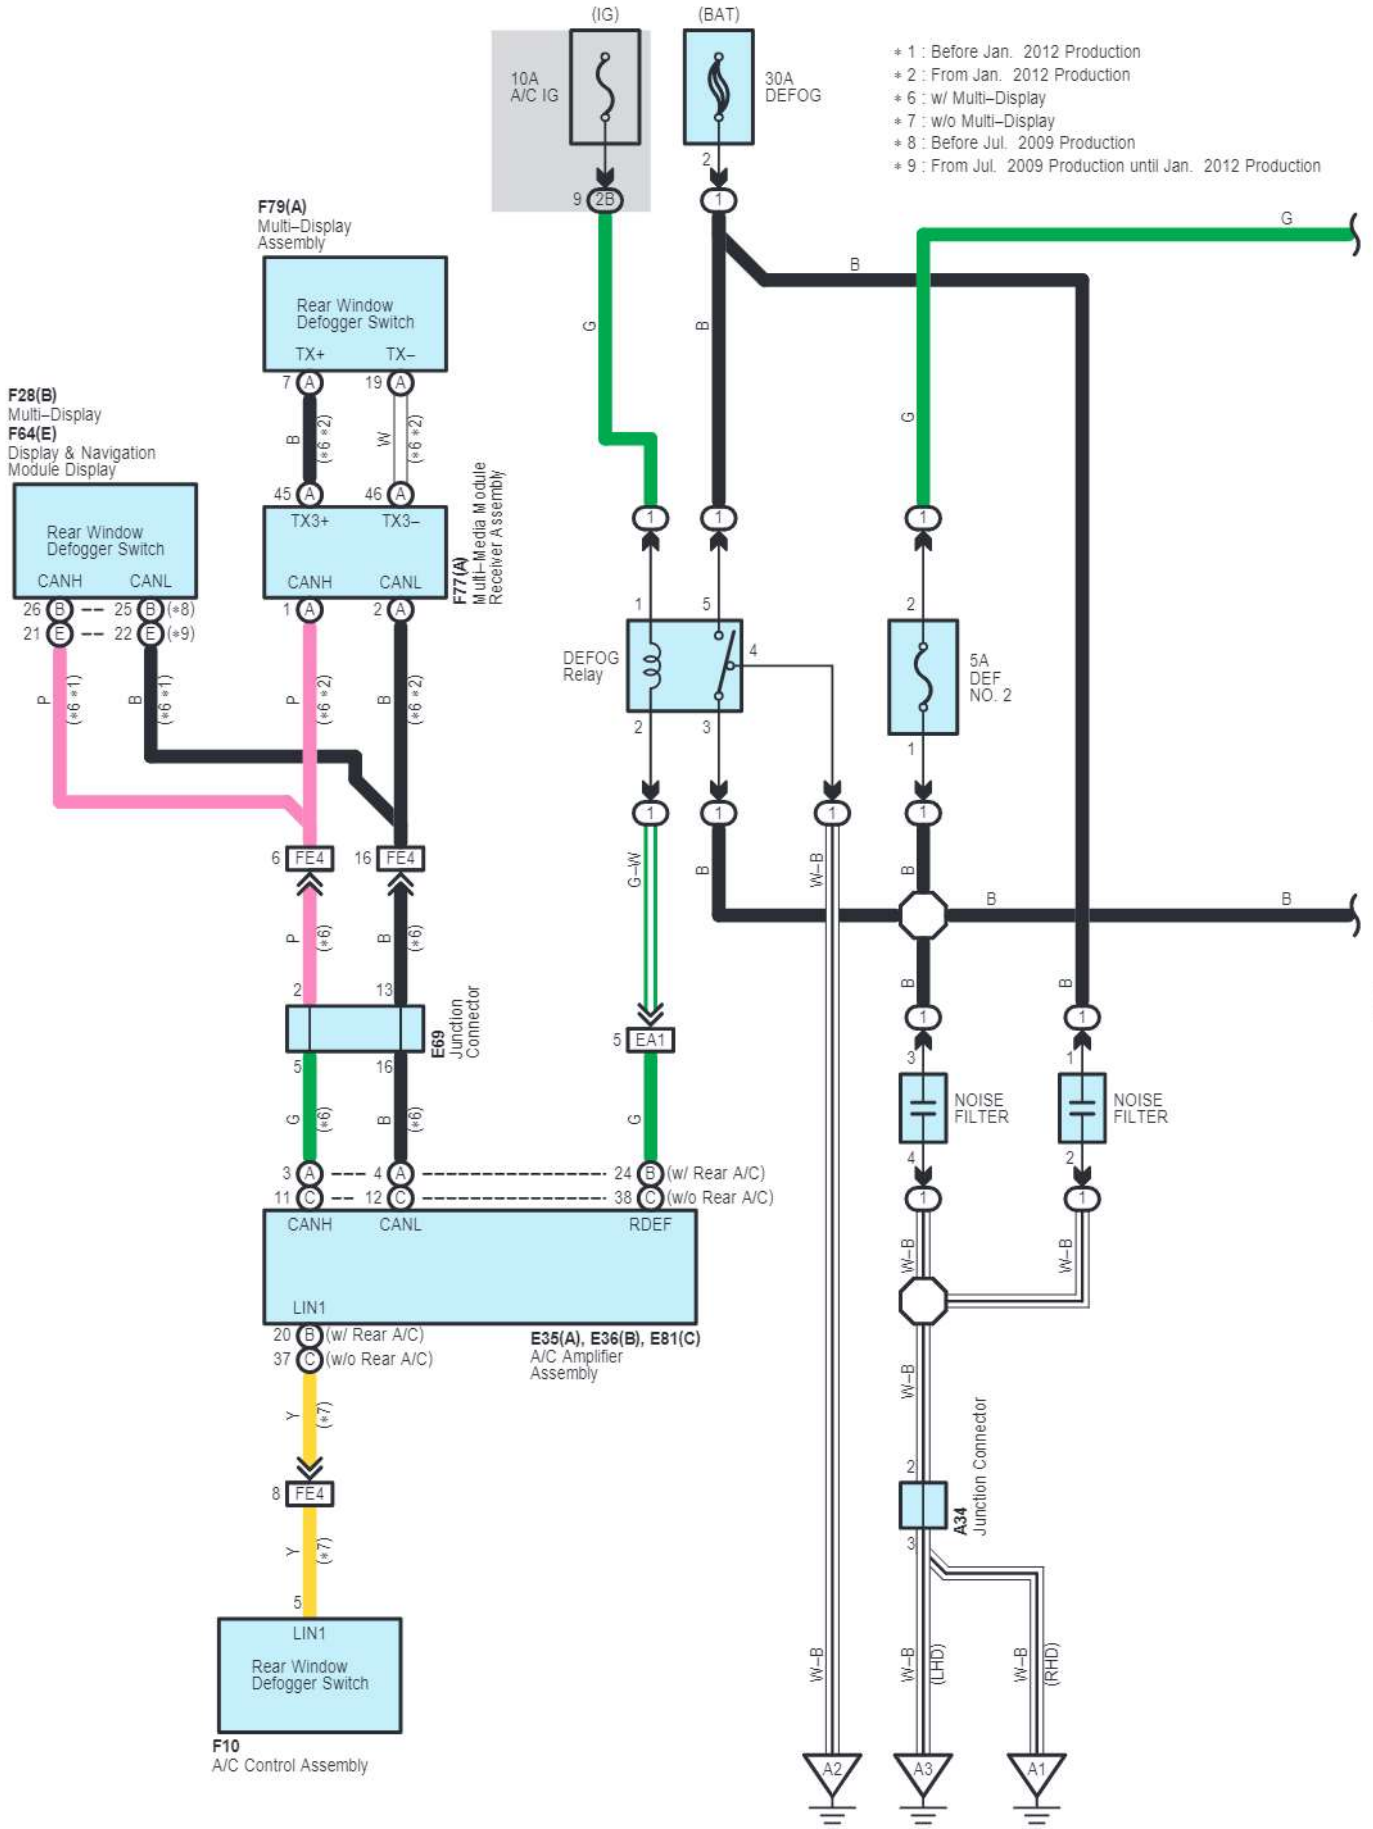 (IG)
(BAT)
10A
A/C IG
30A
DEFOG
∗ 1 : Before Jan. 2012 Production
∗ 2 : From Jan. 2012 Production
∗ 6 : w/ Multi–Display
∗ 7 : w/o Multi–Display
∗ 8 : Before Jul. 2009 Production
∗ 9 : From Jul. 2009 Production until Jan. 2012 Production
2
9 2B
1
G
B
F79(A)
Multi–Display
Assembly
Rear Window
Defogger Switch
TX+ TX–
7 A 19 A
B (∗6 ∗2)
W (∗6 ∗2)
G
B
G
F28(B)
Multi–Display
F64(E)
Display & Navigation
Module Display
Rear Window
Defogger Switch
CANH CANL
26 B 25 B (∗8)
21 E 22 E (∗9)
45 A 46 A
TX3+ TX3–
CANH CANL
1 A 2 A
F77(A)
Multi–Media Module
Receiver Assembly
1 1 1
1 5 2
DEFOG
Relay
4
2 3
5A
DEF
NO. 2
1
P (∗6 ∗1)
B (∗6 ∗1)
P (∗6 ∗2)
B (∗6 ∗2)
1 1 1 1
G–W
B
W–B
B
6 FE4 16 FE4
B
B
P (∗6)
B (∗6)
B
B
2 13
E69
Junction
Connector
5 16
1 1
5 EA1
3 1
NOISE
FILTER
NOISE
FILTER
4 2
G (∗6)
B (∗6)
G
3 A 4 A 24 B (w/ Rear A/C)
11 C 12 C 38 C (w/o Rear A/C)
1 1
CANH CANL RDEF
LIN1
W–B
W–B
20 B (w/ Rear A/C)
37 C (w/o Rear A/C)
E35(A), E36(B), E81(C)
A/C Amplifier
Assembly
Y (∗7)
W–B
8 FE4
2
A34
Junction Connector
3
Y (∗7)
5
LIN1
Rear Window
Defogger Switch
F10
A/C Control Assembly
W–B
W–B (LHD)
W–B (RHD)
A2 A3 A1